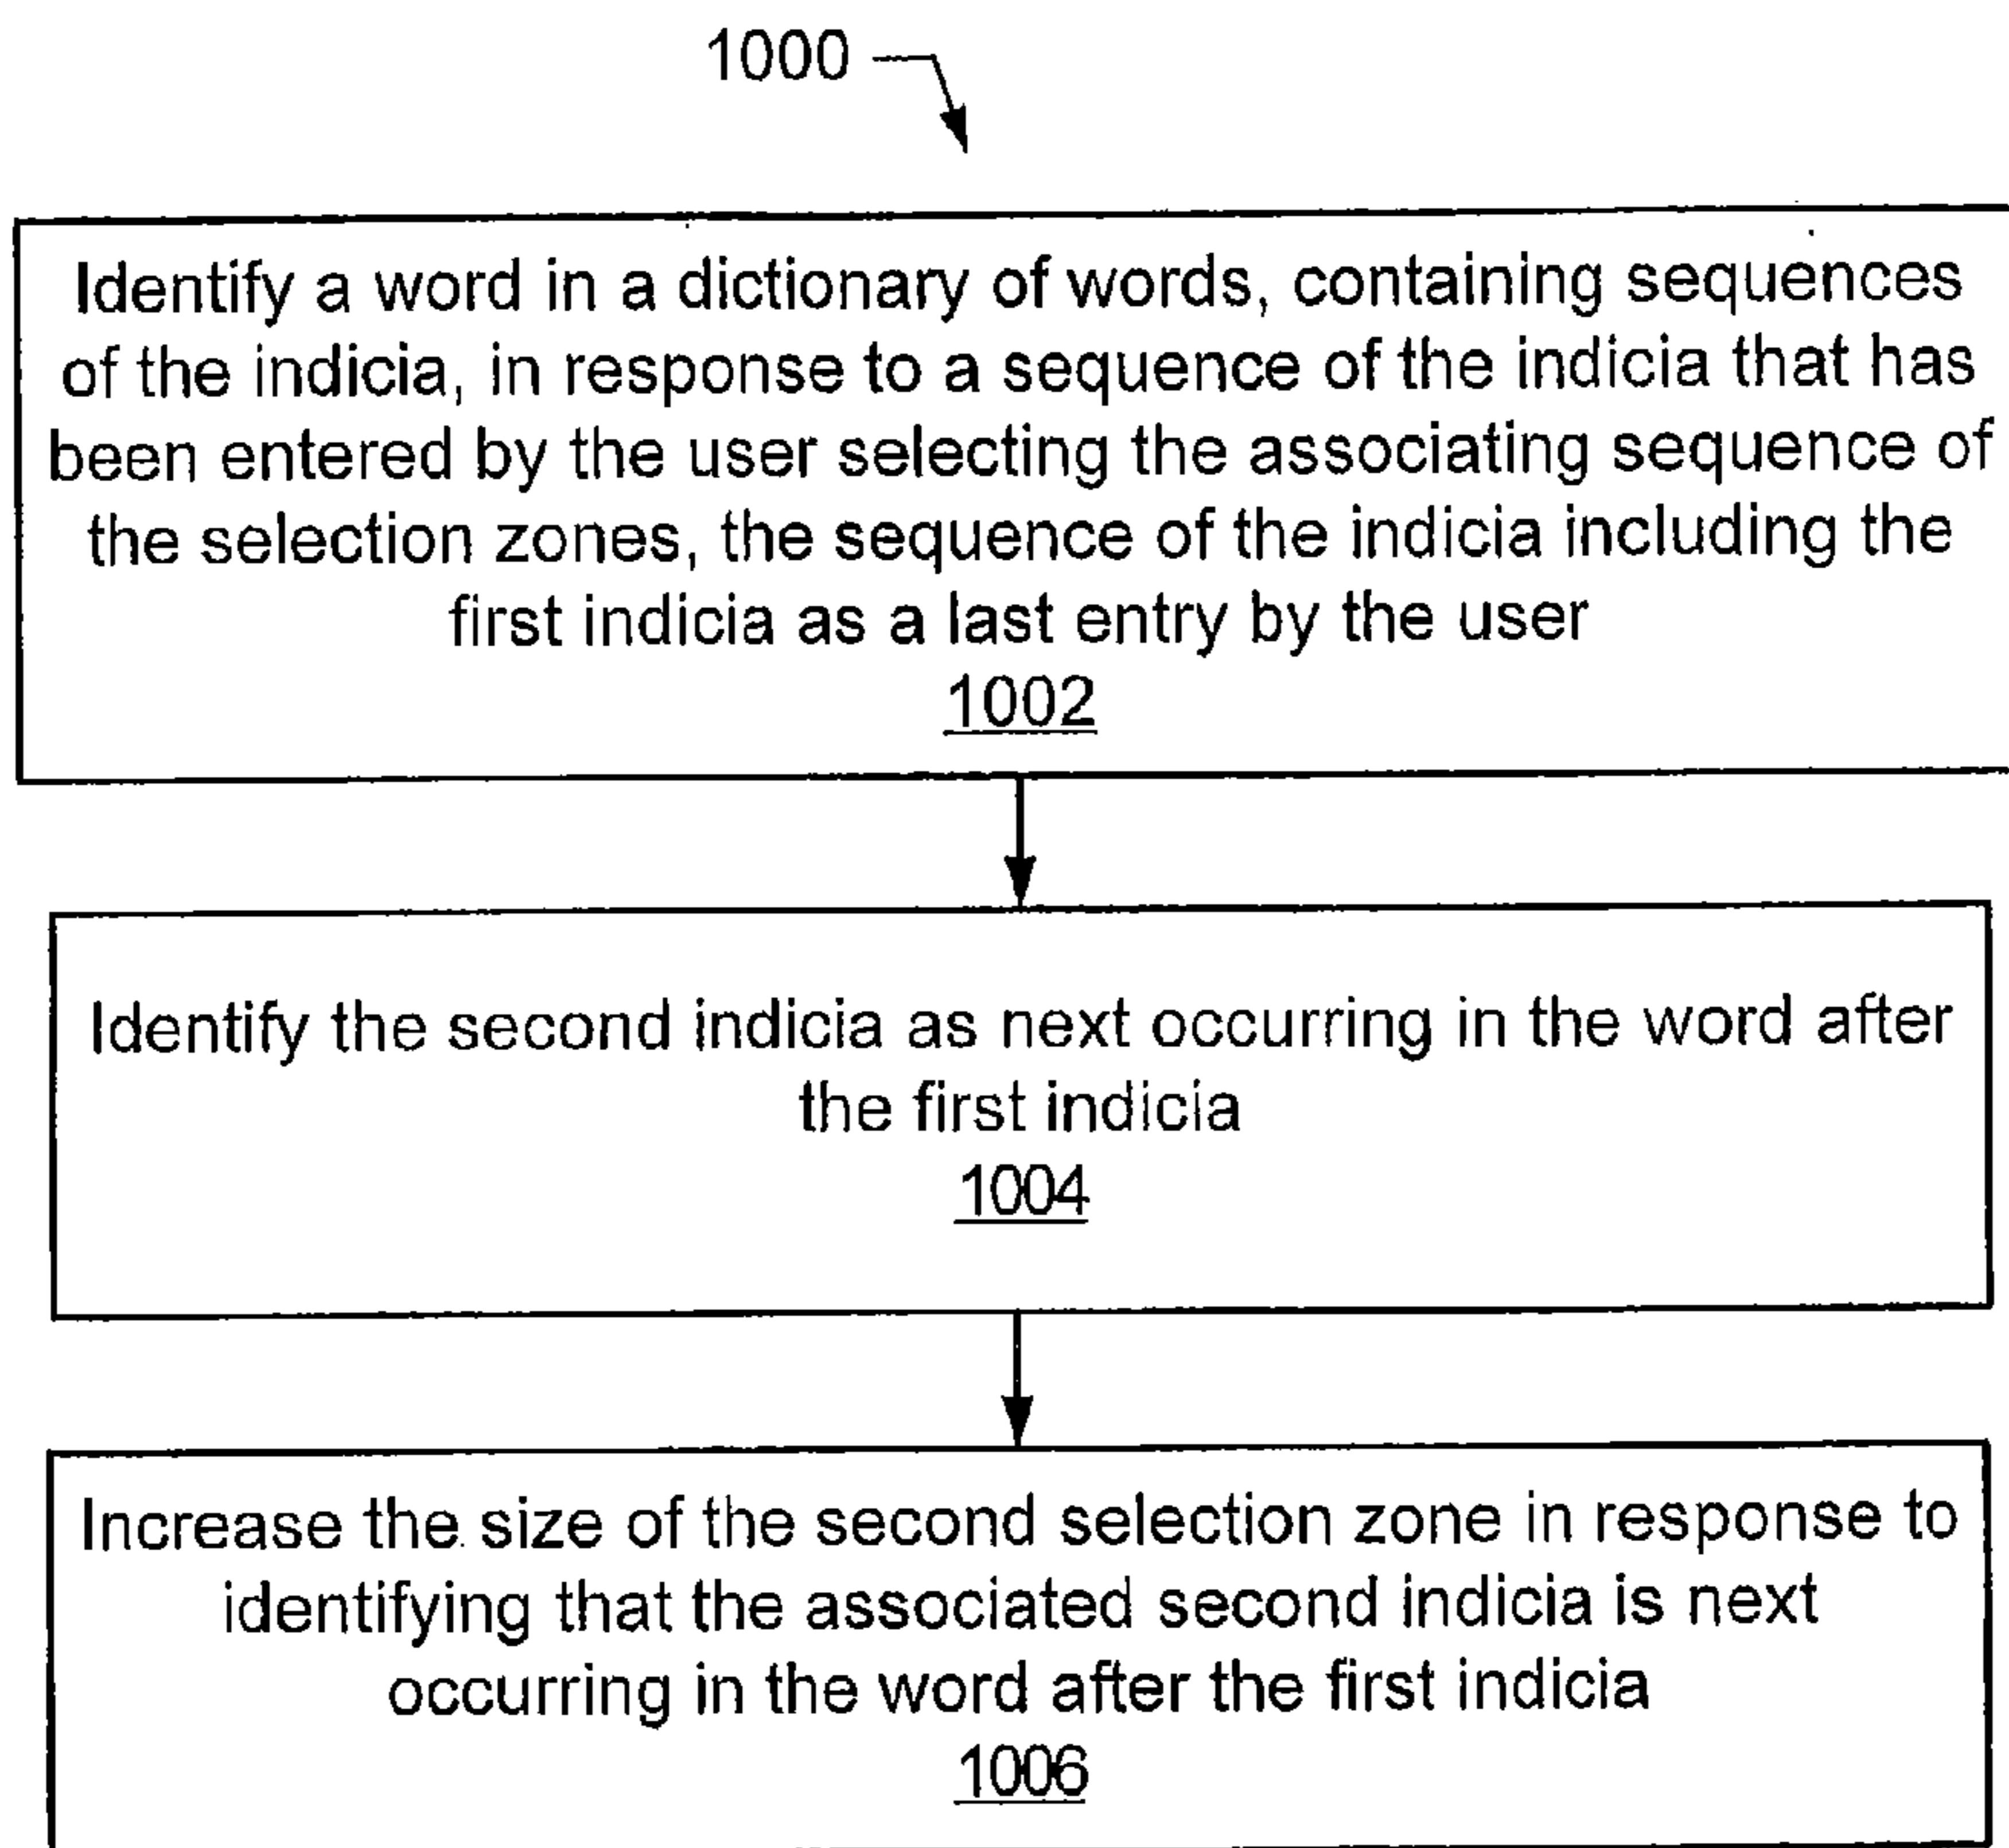 1000
Identify a word in a dictionary of words, containing sequences
of the indicia, in response to a sequence of the indicia that has
been entered by the user selecting the associating sequence of
the selection zones, the sequence of the indicia including the
first indicia as a last entry by the user
1002
Identify the second indicia as next occurring in the word after
the first indicia
1004
Increase the size of the second selection zone in response to
identifying that the associated second indicia is next
occurring in the word after the first indicia
1006